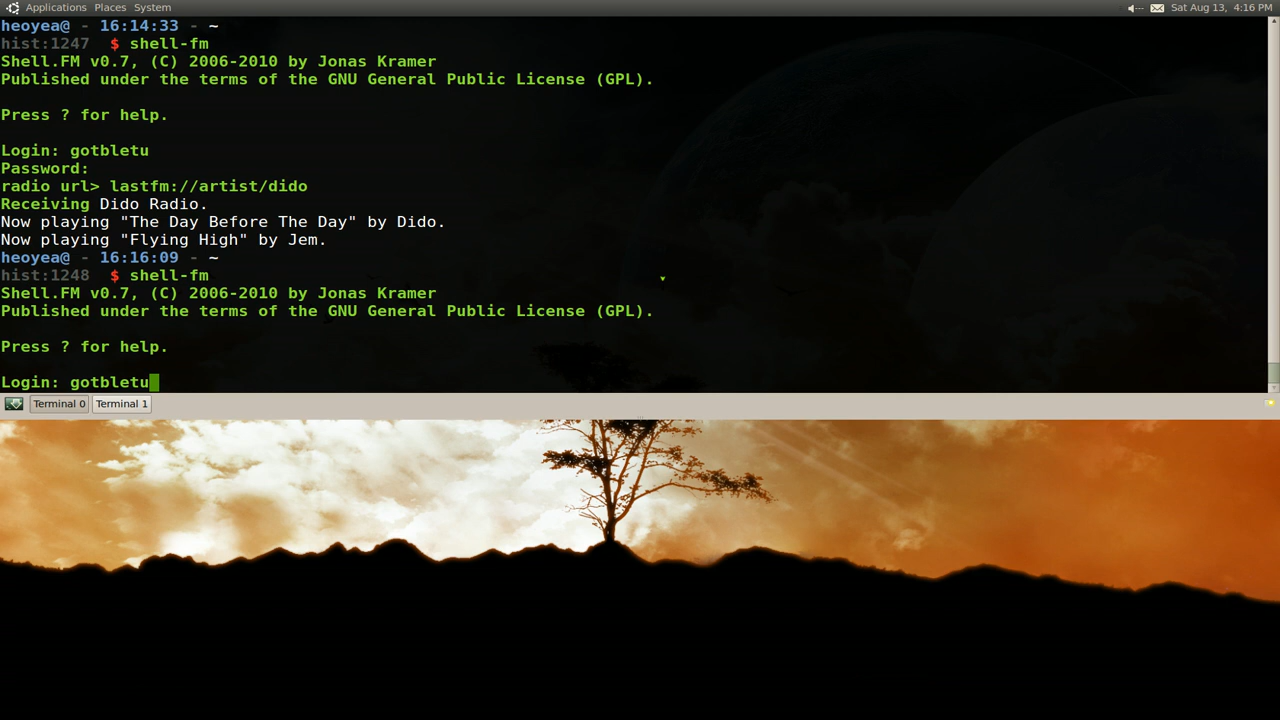 Applications Places System
Sat Aug 13, 4:16 PM
heoyea@ - 16:14:33 - ~
hist:1247 $ shell-fm
Shell.FM v0.7, (C) 2006-2010 by Jonas Kramer
Published under the terms of the GNU General Public License (GPL).
Press ? for help.
Login: gotbletu
Password:
radio url> lastfm://artist/dido
Receiving Dido Radio.
Now playing "The Day Before The Day" by Dido.
Now playing "Flying High" by Jem.
heoyea@ - 16:16:09 - ~
hist:1248 $ shell-fm
Shell.FM v0.7, (C) 2006-2010 by Jonas Kramer
Published under the terms of the GNU General Public License (GPL).
Press ? for help.
Login: gotbletu
Terminal 0 Terminal 1